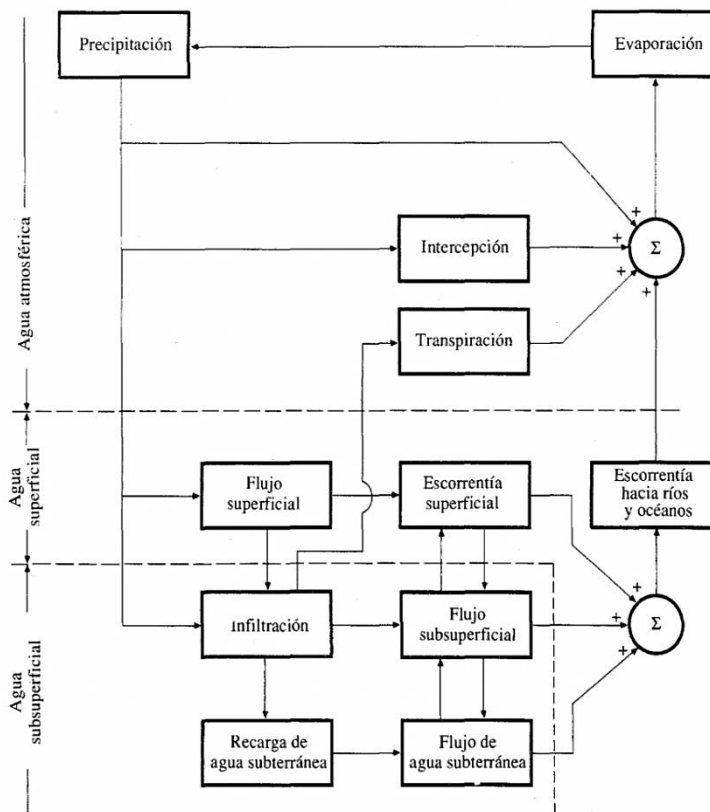 Precipitación
Evaporación
+
Σ
Intercepción
+
+
+
Transpiración
Agua atmosférica
Agua
superficial
Flujo
superficial
Escorrentía
superficial
Escorrentía
hacia ríos
y océanos
Infiltración
Flujo
subsuperficial
+
+
+
Σ
Agua
subsuperficial
Recarga de
agua subterránea
Flujo de
agua subterránea